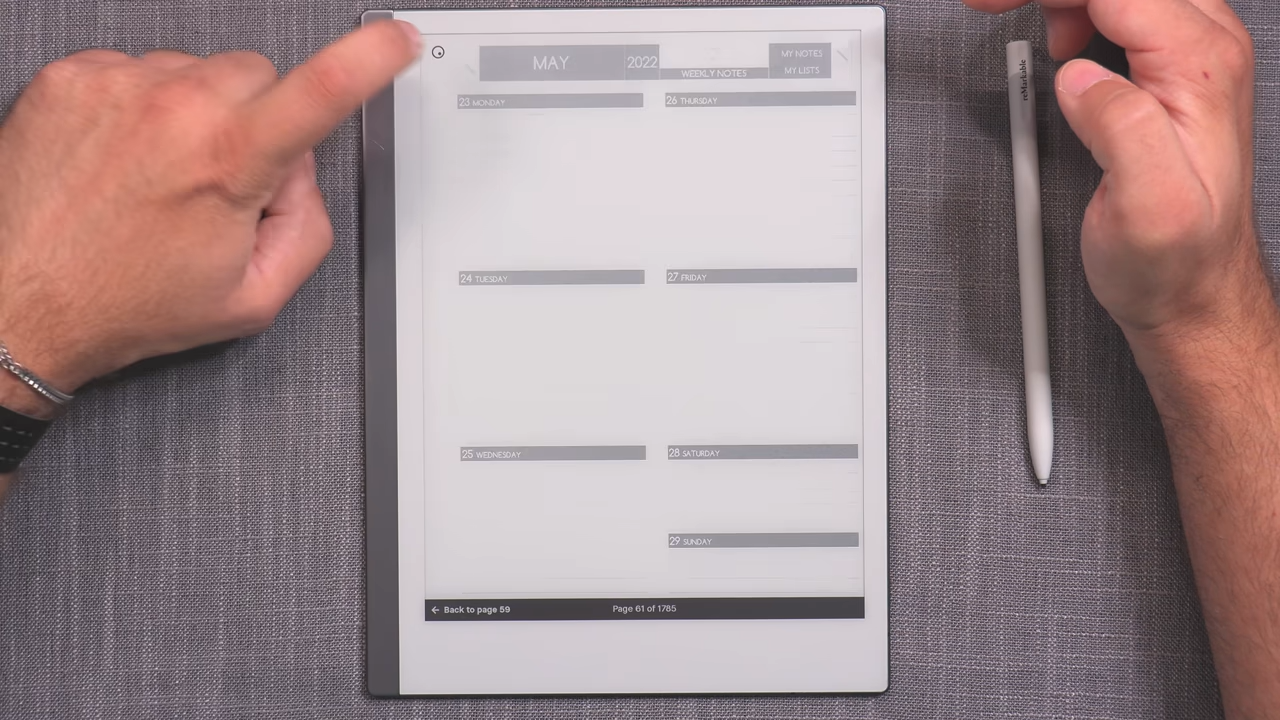 MAY 2022 WEEKLY NOTES MY NOTES
MY LISTS
23 MONDAY
24 TUESDAY
25 WEDNESDAY
26 THURSDAY
27 FRIDAY
28 SATURDAY
29 SUNDAY
← Back to page 59 Page 61 of 1785
reMarkable